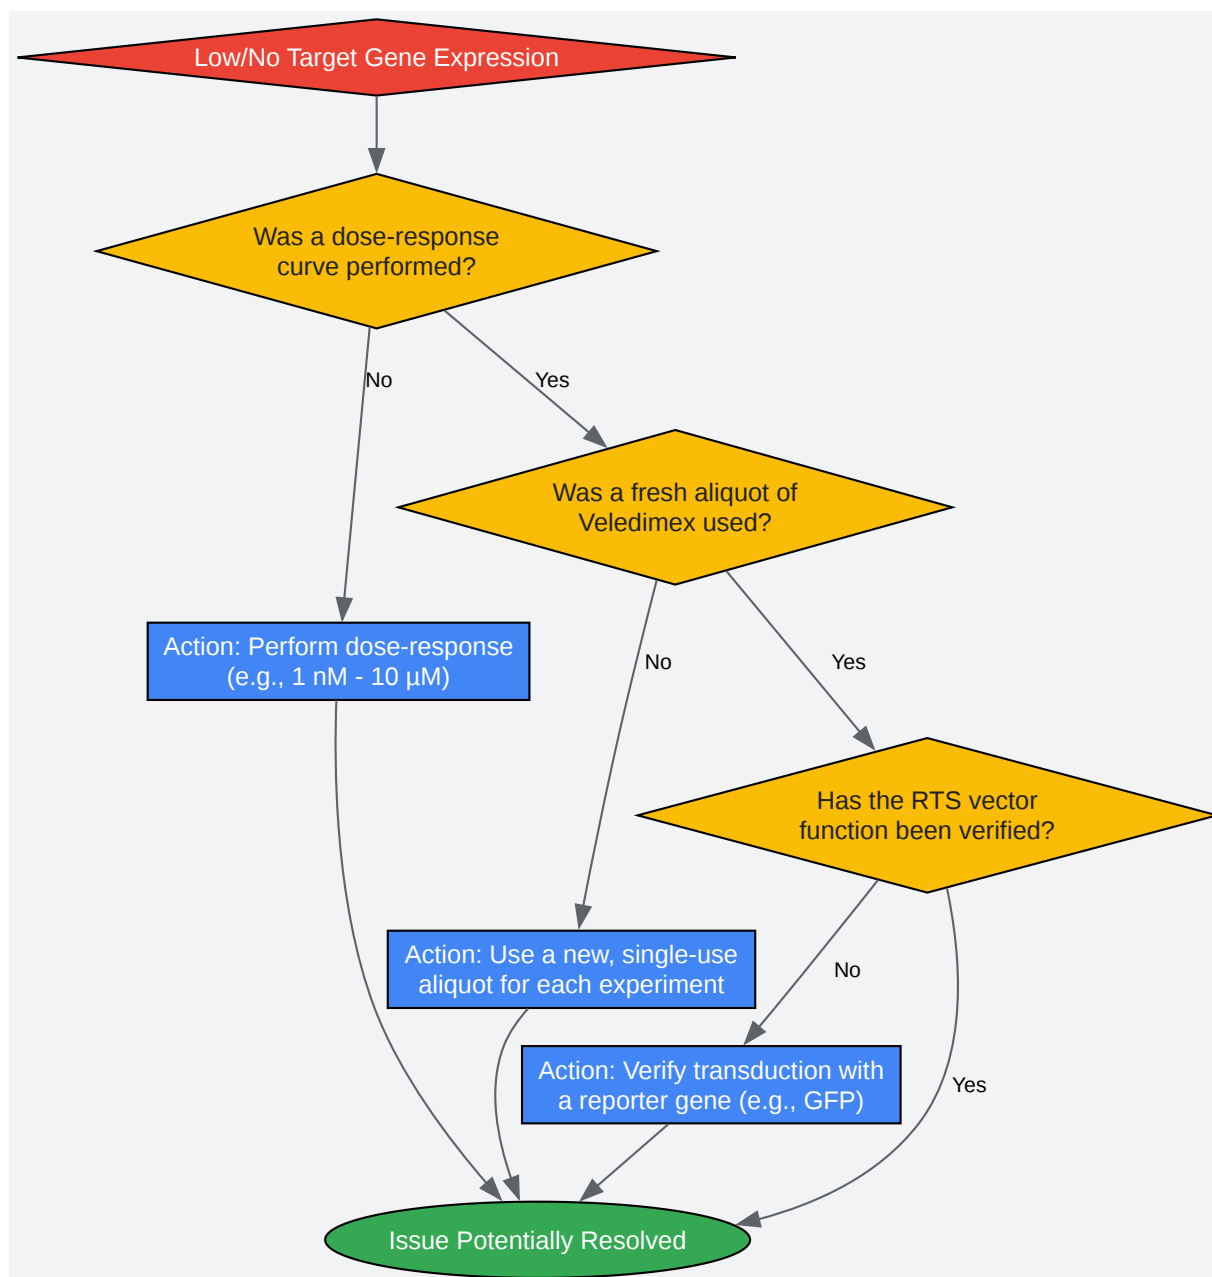 Low/No Target Gene Expression
Was a dose-response
curve performed?
No
Yes
Was a fresh aliquot of
Veledimex used?
Action: Perform dose-response
(e.g., 1 nM - 10 µM)
No
Yes
Has the RTS vector
function been verified?
Action: Use a new, single-use
aliquot for each experiment
No
Action: Verify transduction with
a reporter gene (e.g., GFP)
Yes
Issue Potentially Resolved